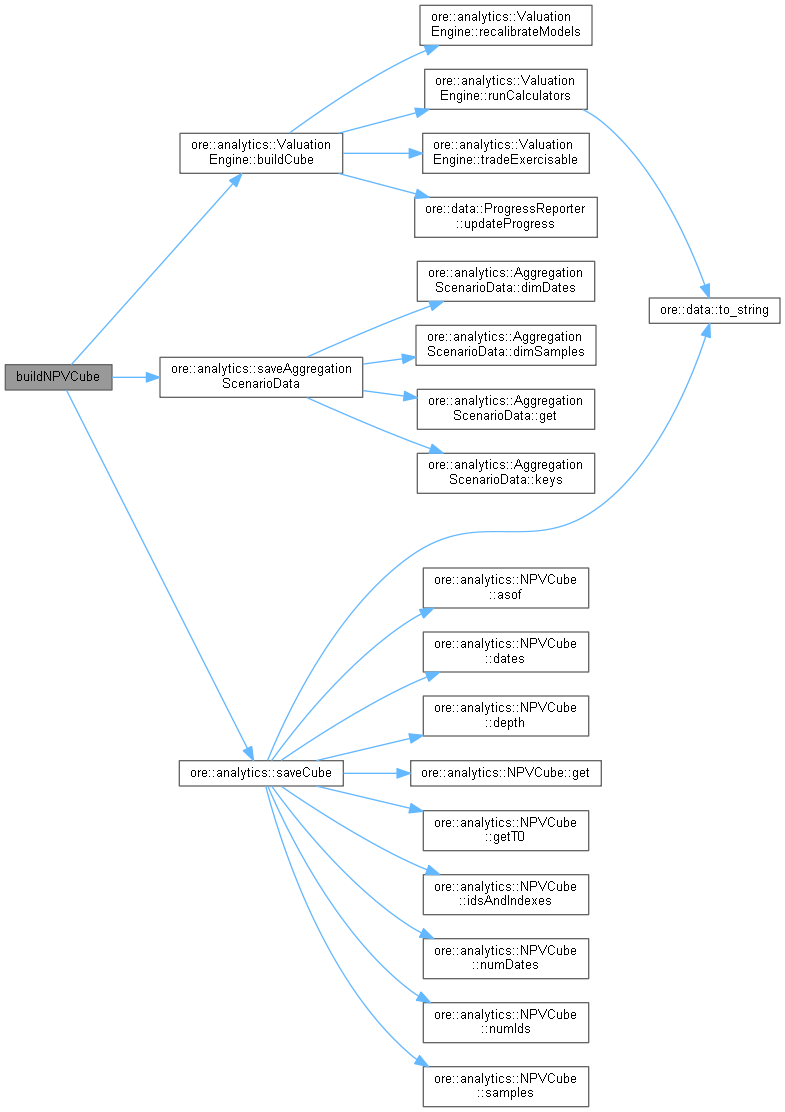 ore::analytics::Valuation
Engine::recalibrateModels
ore::analytics::Valuation
Engine::runCalculators
ore::analytics::Valuation
Engine::buildCube
ore::analytics::Valuation
Engine::tradeExercisable
ore::data::ProgressReporter
::updateProgress
ore::analytics::Aggregation
ScenarioData::dimDates
ore::data::to_string
ore::analytics::Aggregation
ScenarioData::dimSamples
buildNPVCube
ore::analytics::saveAggregation
ScenarioData
ore::analytics::Aggregation
ScenarioData::get
ore::analytics::Aggregation
ScenarioData::keys
ore::analytics::NPVCube
::asof
ore::analytics::NPVCube
::dates
ore::analytics::NPVCube
::depth
ore::analytics::saveCube
ore::analytics::NPVCube::get
ore::analytics::NPVCube
::getT0
ore::analytics::NPVCube
::idsAndIndexes
ore::analytics::NPVCube
::numDates
ore::analytics::NPVCube
::numIds
ore::analytics::NPVCube
::samples